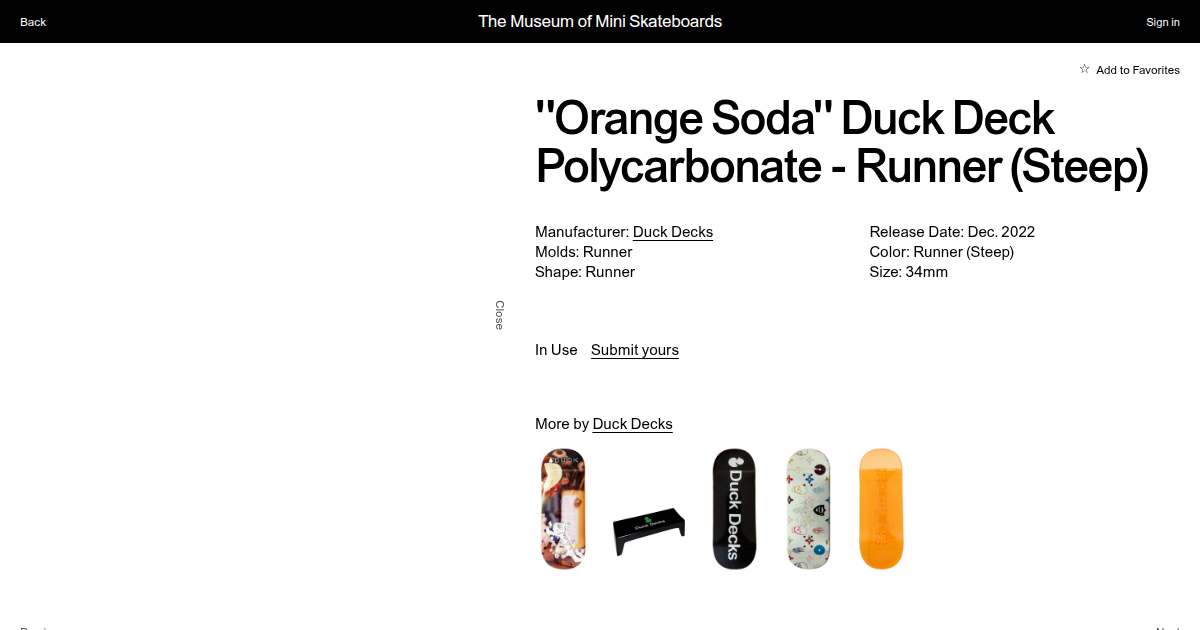 Back
The Museum of Mini Skateboards
Sign in
☆ Add to Favorites
"Orange Soda" Duck Deck
Polycarbonate - Runner (Steep)
Manufacturer: Duck Decks
Molds: Runner
Shape: Runner
Release Date: Dec. 2022
Color: Runner (Steep)
Size: 34mm
Close
In Use Submit yours
More by Duck Decks
Duck Decks
Duck Decks